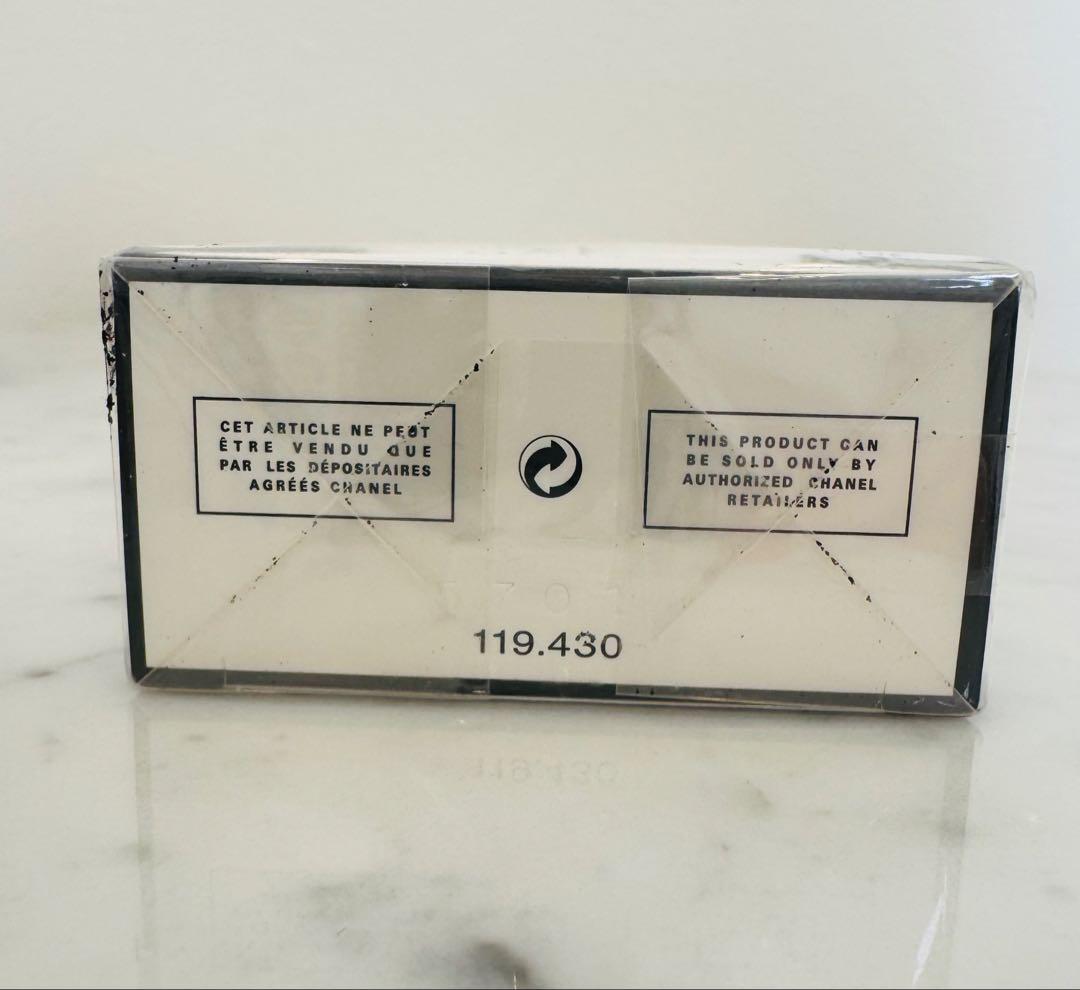 CET ARTICLE NE PEUT
ÊTRE VENDU QUE
PAR LES DÉPOSITAIRES
AGRÉÉS CHANEL
THIS PRODUCT CAN
BE SOLD ONLY BY
AUTHORIZED CHANEL
RETAILERS
119.430